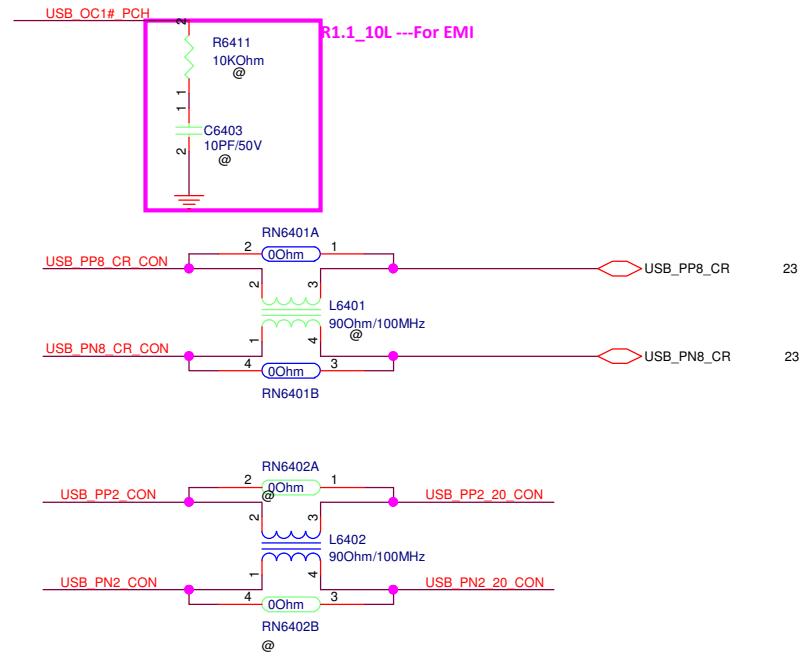 USB_OC1#_PCH
R1.1_10L ---For EMI
2
R6411
10KOhm
@
1
1
C6403
10PF/50V
@
2
RN6401A
2
0Ohm
1
USB_PP8_CR_CON
USB_PP8_CR
23
2
3
L6401
90Ohm/100MHz
@
1
4
USB_PN8_CR_CON
USB_PN8_CR
23
4
0Ohm
3
RN6401B
RN6402A
2
0Ohm
1
@
USB_PP2_CON
USB_PP2_20_CON
2
3
L6402
90Ohm/100MHz
1
4
USB_PN2_CON
USB_PN2_20_CON
4
0Ohm
3
RN6402B
@